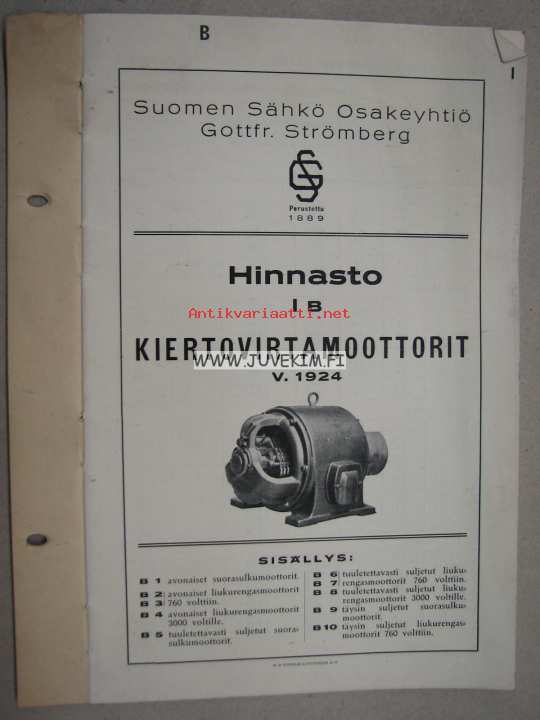 B
I
Suomen Sähkö Osakeyhtiö
Gottfr. Strömberg
Perustettu
1889
Hinnasto
I B
Antikvariaatti.net
KIERTOVIRTAMOOTTORIT
WWW.JUVEKIM.FI
V. 1924
SISÄLLYS:
B 1 avonaiset suorasulkumoottorit.
B 2 avonaiset liukurengasmoottorit
B 3 760 volttiin.
B 4 avonaiset liukurengasmoottorit
3000 voltille.
B 5 tuuletettavasti suljetut suora-
sulkumoottorit.
B 6 tuuletettavasti suljetut liuku-
B 7 rengasmoottorit 760 volttiin.
B 8 tuuletettavasti suljetut liuku-
rengasmoottorit 3000 voltille.
B 9 täysin suljetut suorasulku-
moottorit.
B10 täysin suljetut liukurengas-
moottorit 760 volttiin.